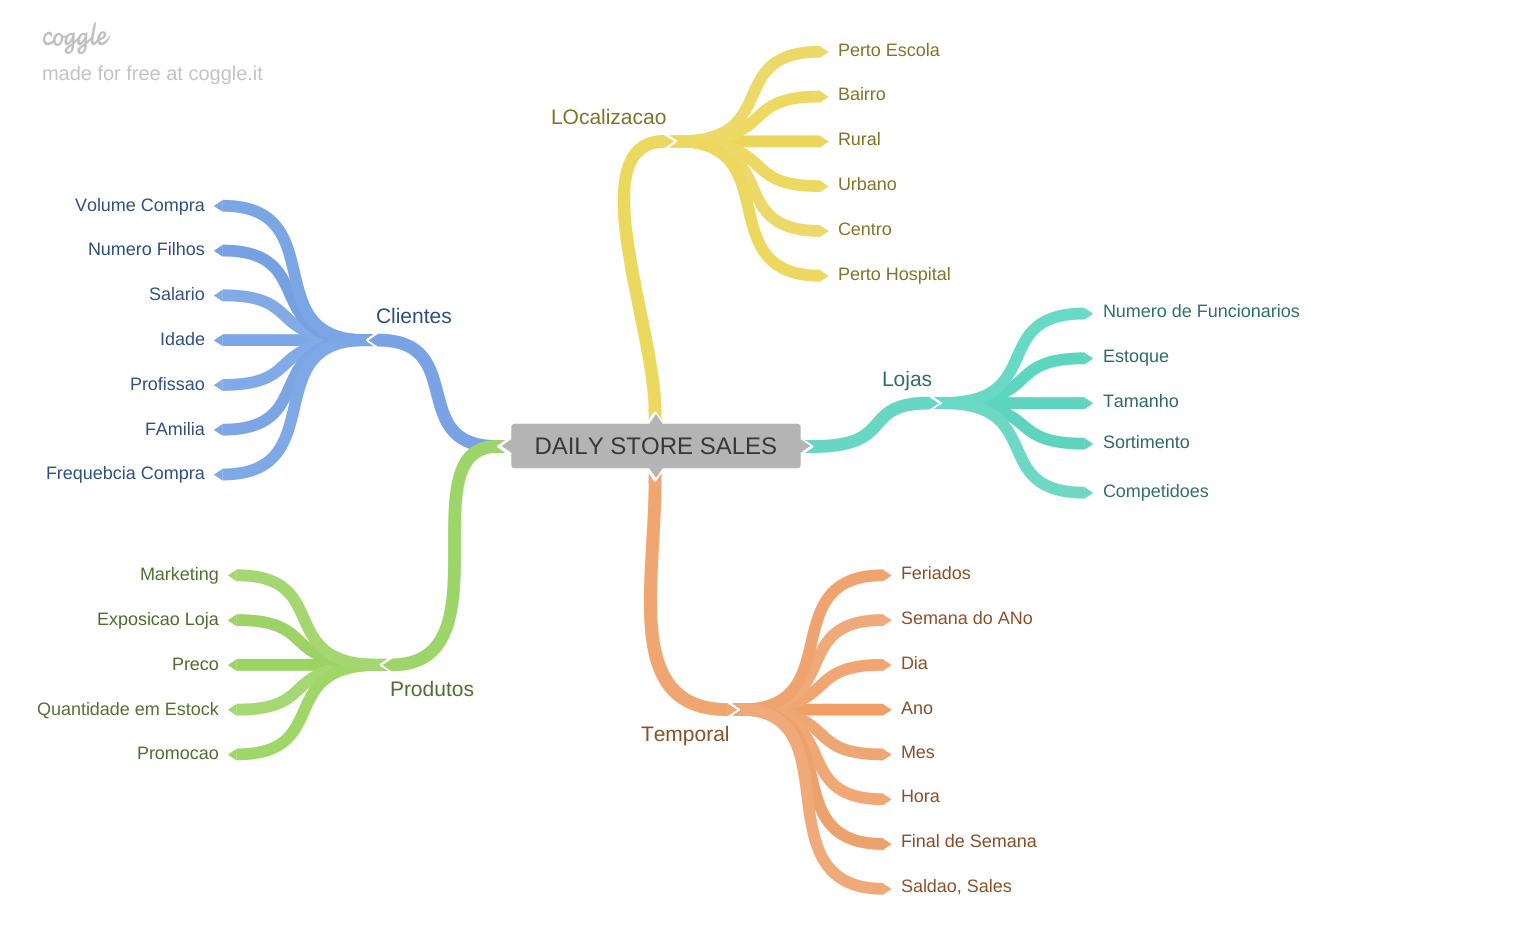 coggle
made for free at coggle.it
LOcalizacao
Perto Escola
Bairro
Rural
Urbano
Centro
Perto Hospital
Clientes
Volume Compra
Numero Filhos
Salario
Idade
Profissao
FAmilia
Frequebcia Compra
DAILY STORE SALES
Lojas
Numero de Funcionarios
Estoque
Tamanho
Sortimento
Competidoes
Produtos
Marketing
Exposicao Loja
Preco
Quantidade em Estock
Promocao
Temporal
Feriados
Semana do ANo
Dia
Ano
Mes
Hora
Final de Semana
Saldao, Sales